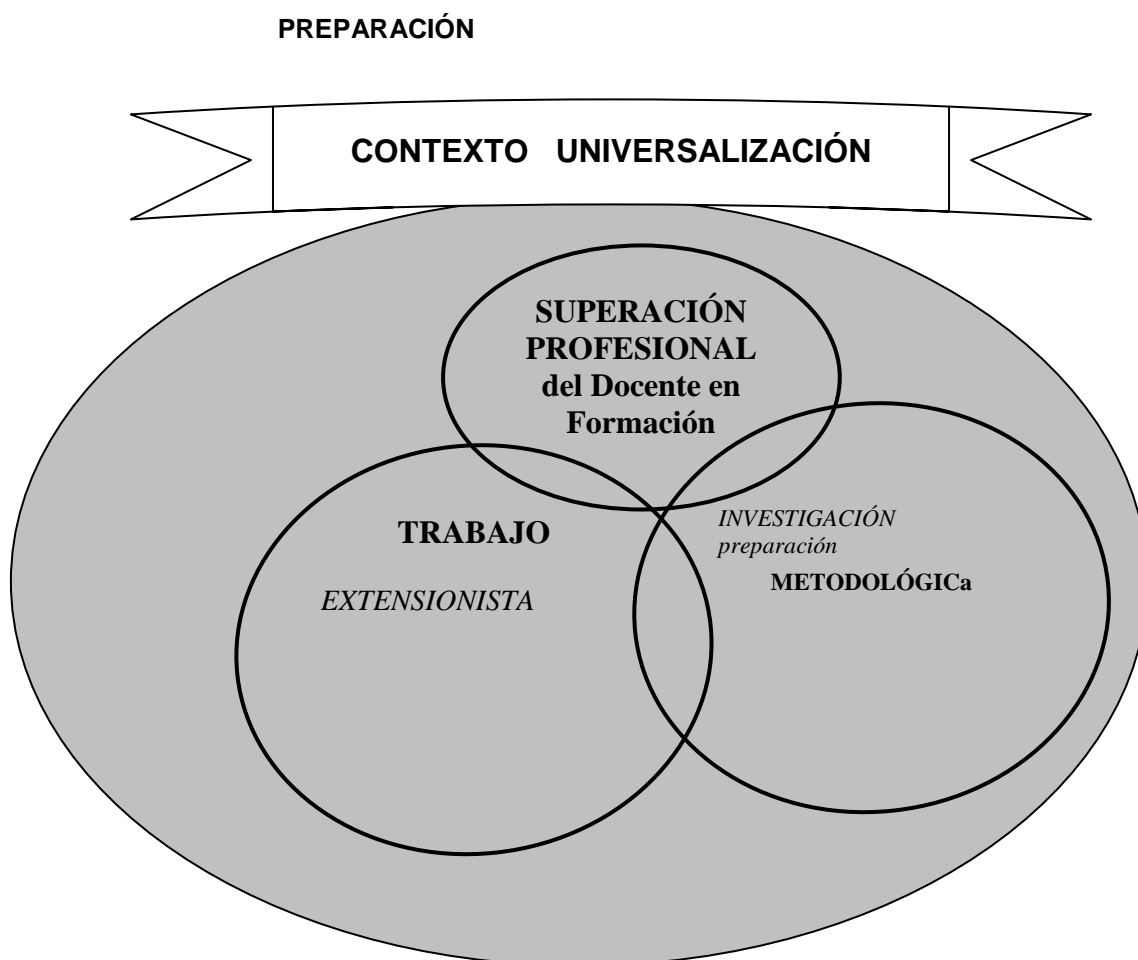 PREPARACIÓN
CONTEXTO UNIVERSALIZACIÓN
SUPERACIÓN
PROFESIONAL
del Docente en
Formación
TRABAJO
EXTENSIONISTA
INVESTIGACIÓN
preparación
METODOLÓGICa